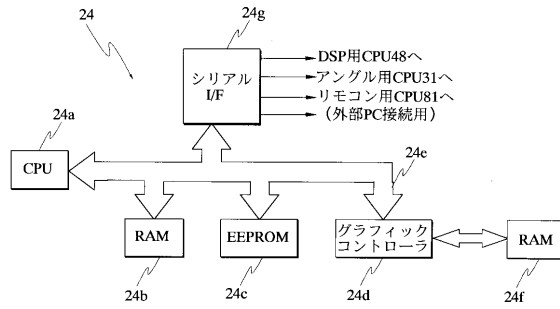 24
24g
シリアル
I/F
DSP用CPU48へ
アングル用CPU31へ
リモコン用CPU81へ
(外部PC接続用)
24a
CPU
24e
RAM
EEPROM
グラフィック
コントローラ
RAM
24b
24c
24d
24f